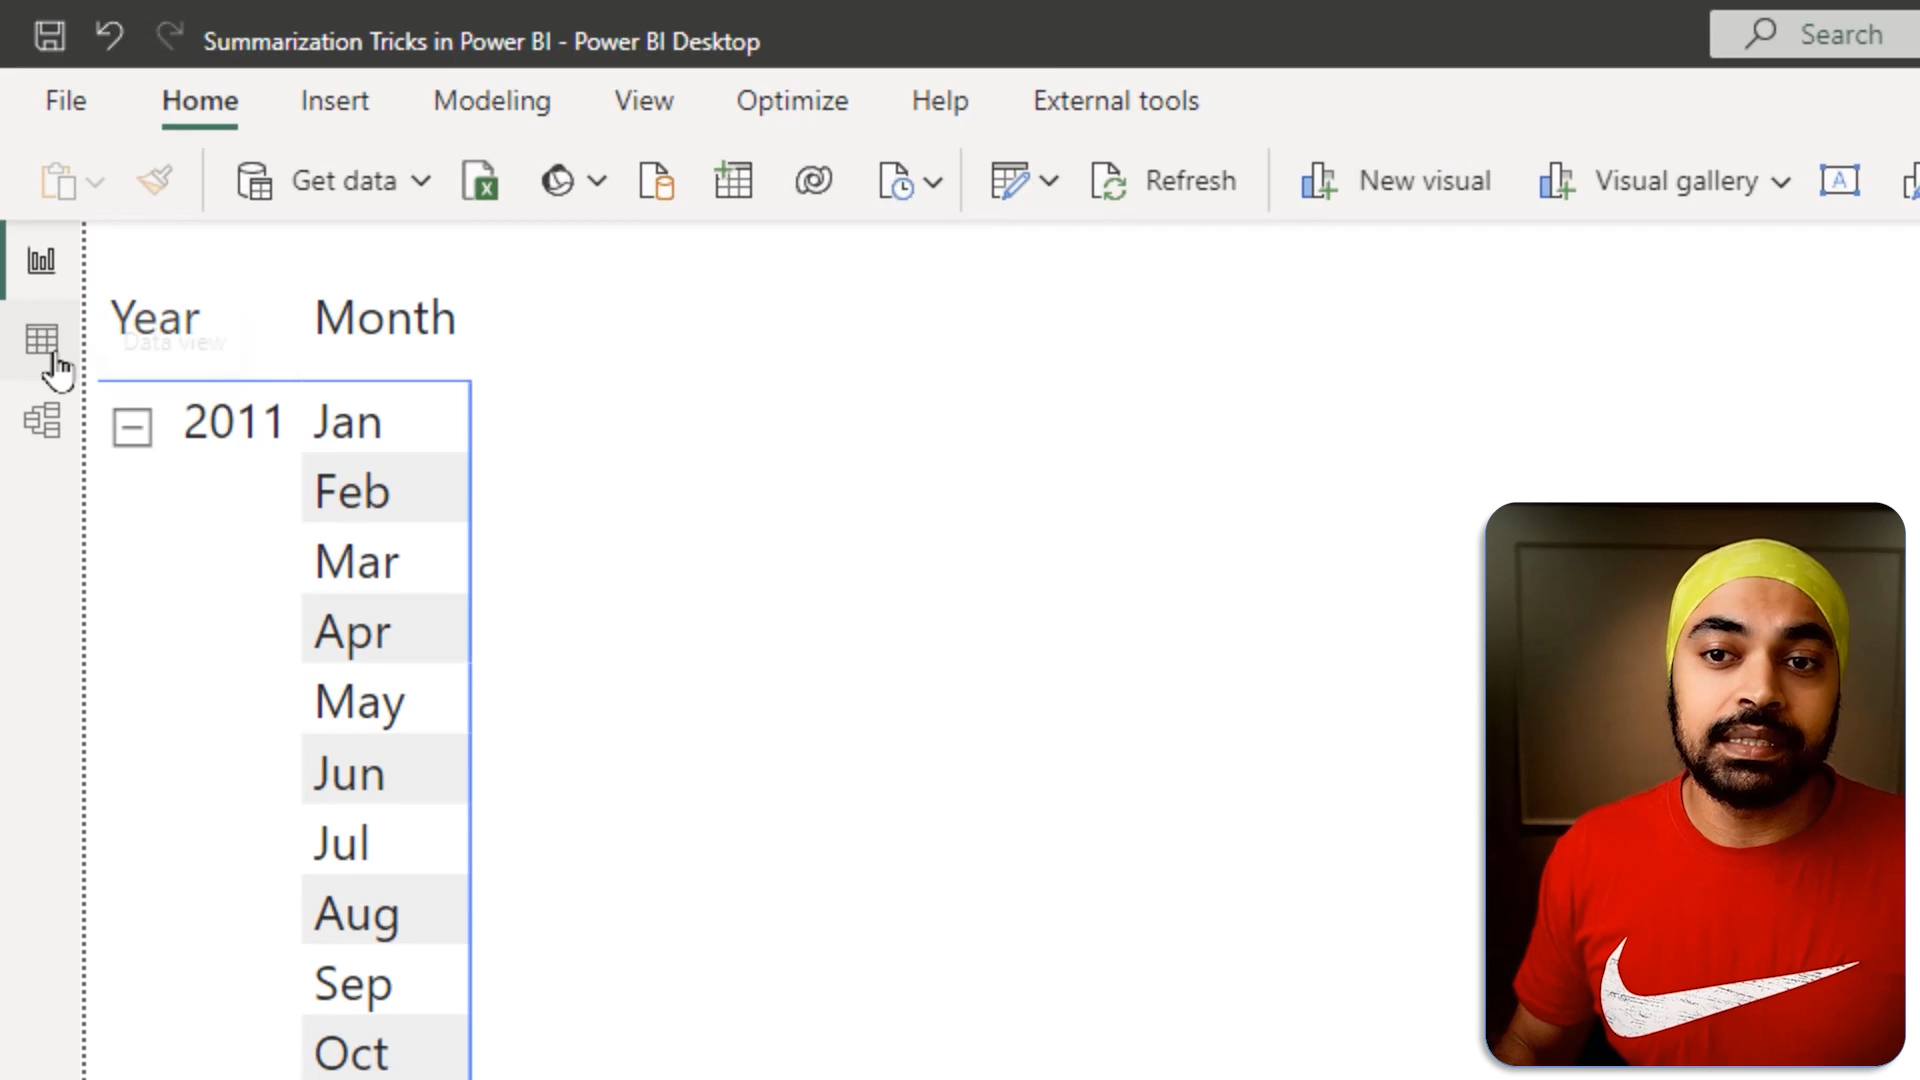 Summarization Tricks in Power BI - Power BI Desktop
Search
File Home Insert Modeling View Optimize Help External tools
Get data Refresh New visual Visual gallery A
Year Month
Data view
2011 Jan
Feb
Mar
Apr
May
Jun
Jul
Aug
Sep
Oct